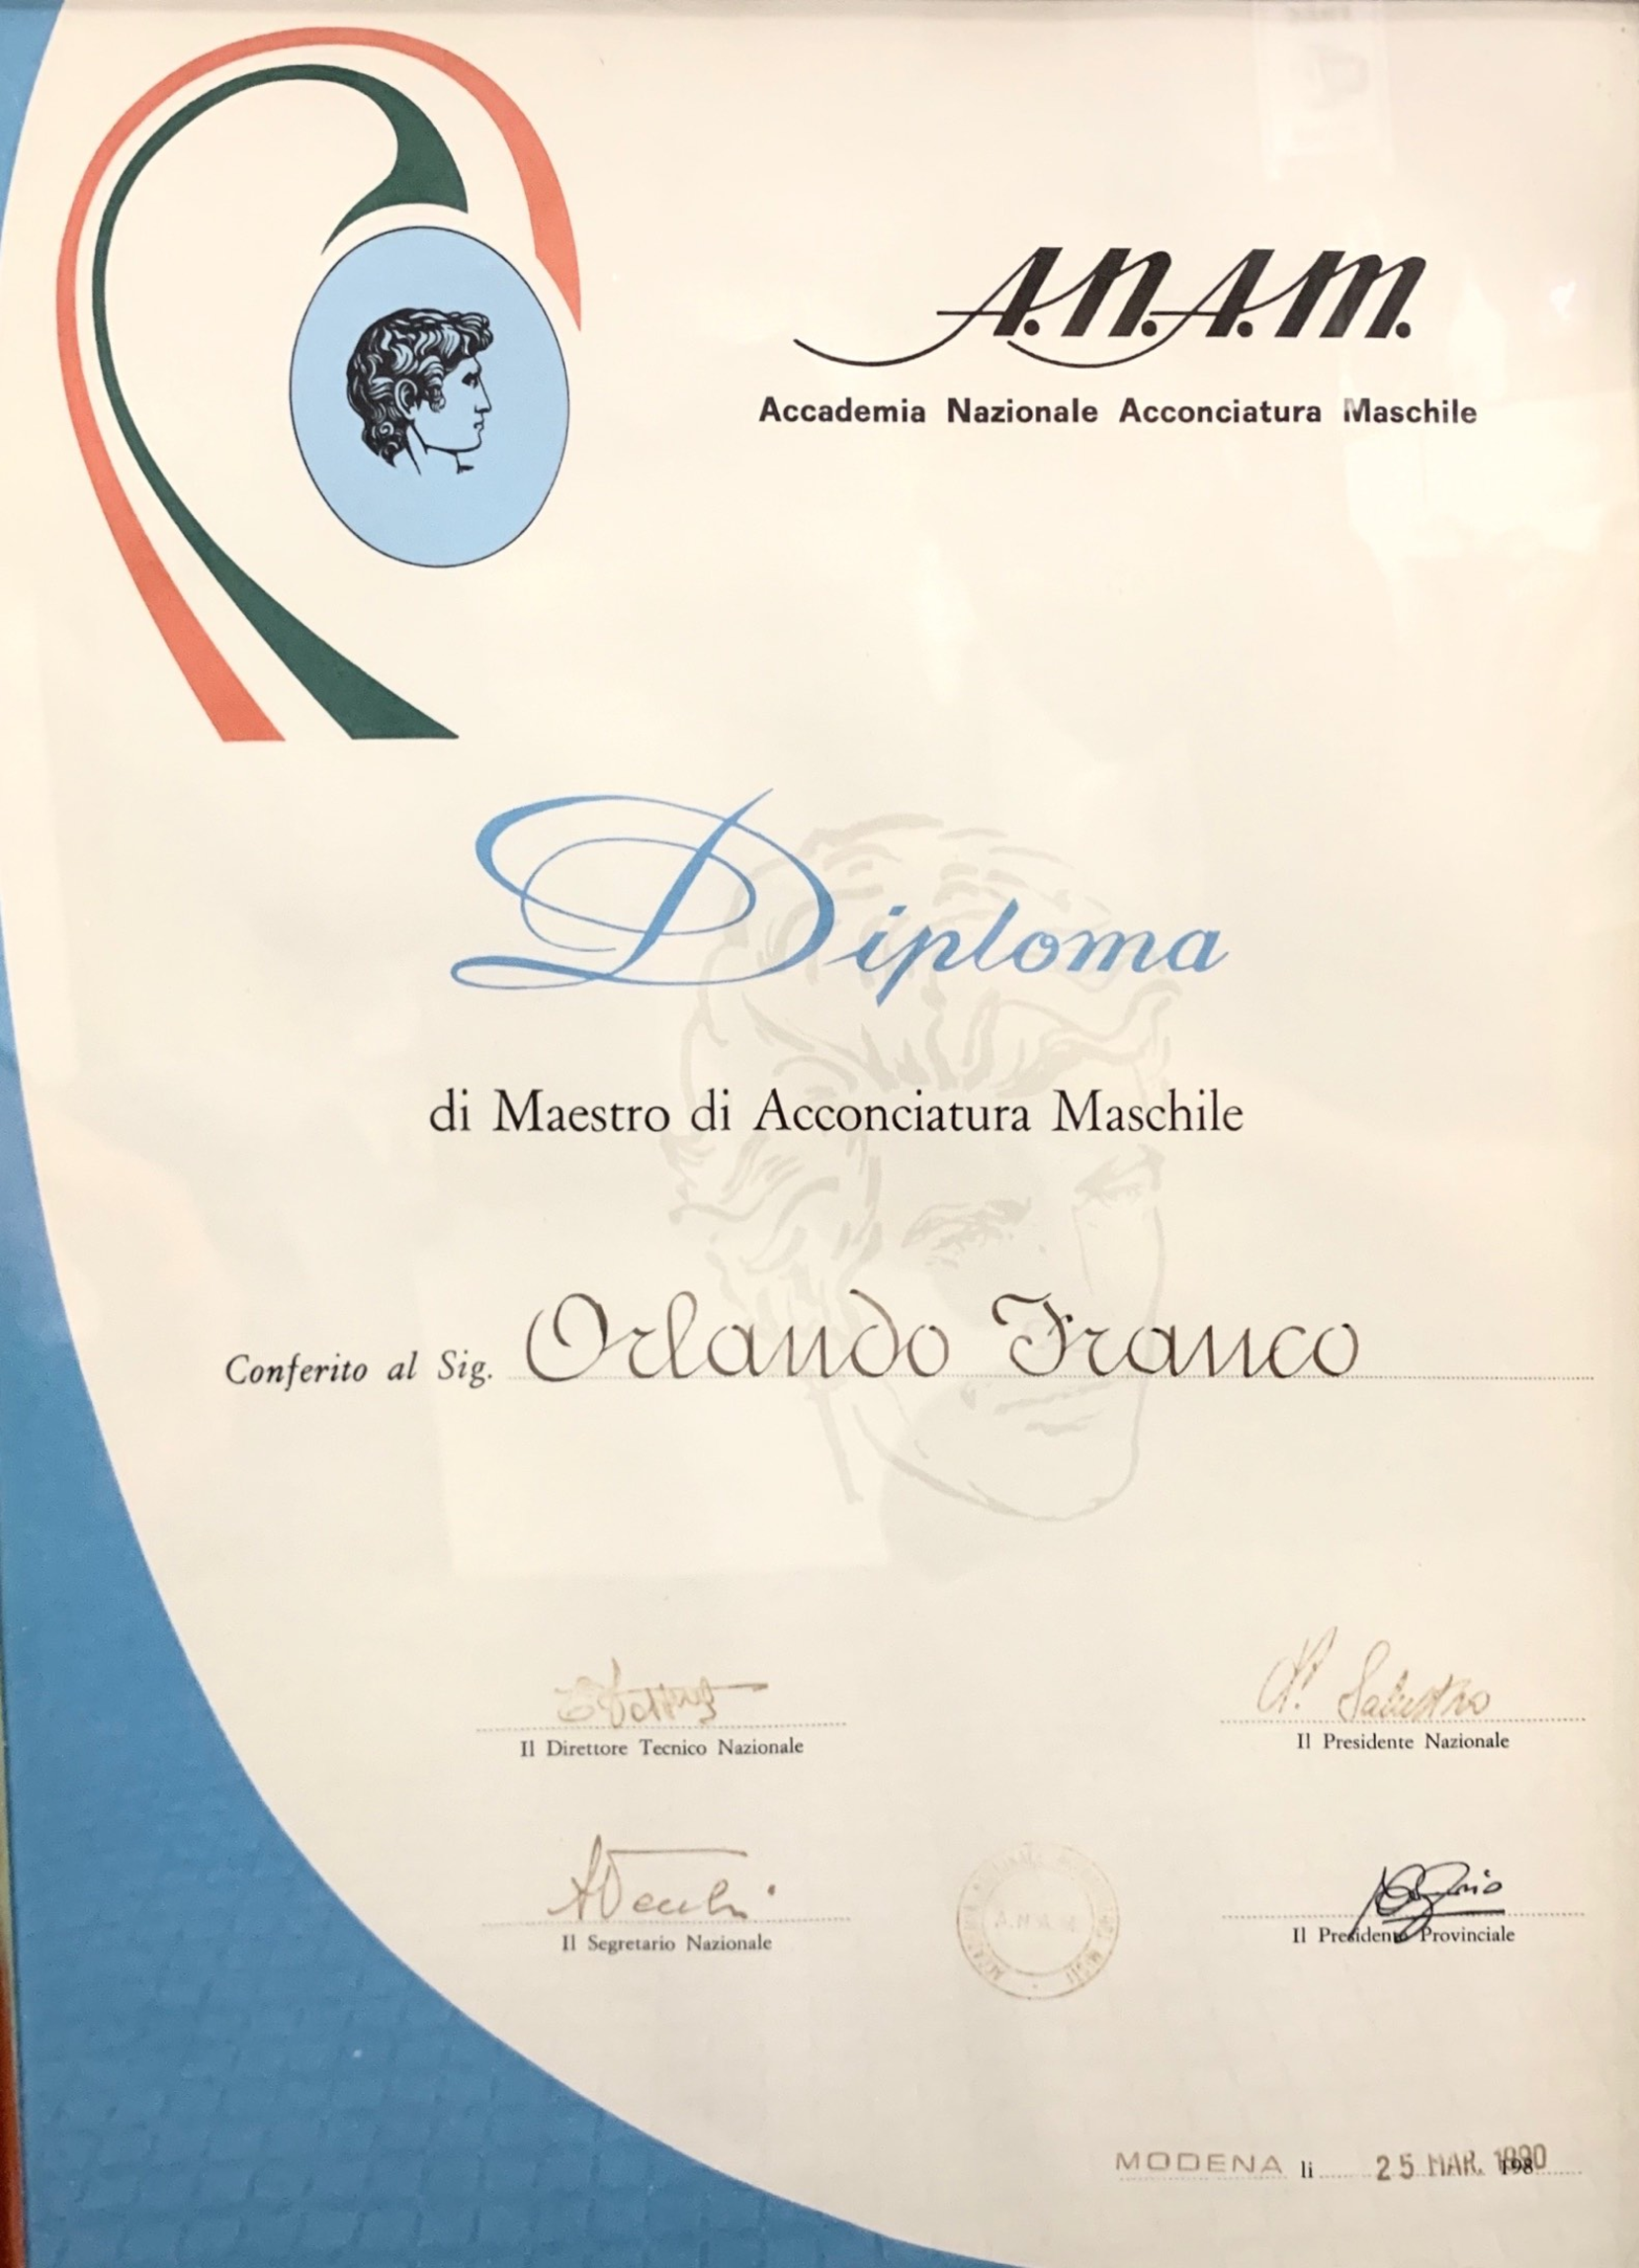 A.N.A.M.
Accademia Nazionale Acconciatura Maschile
Diploma
di Maestro di Acconciatura Maschile
Conferito al Sig. Orlando Franco
Il Direttore Tecnico Nazionale
Il Presidente Nazionale
A.N.A.M.
Il Segretario Nazionale
Il Presidente Provinciale
MODENA li 25 MAR. 1990